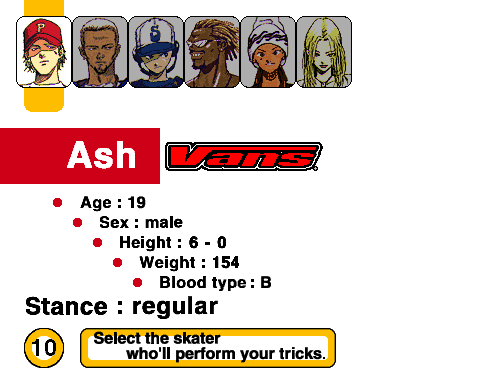 P
S
Ash
Vans
Age : 19
Sex : male
Height : 6 - 0
Weight : 154
Blood type : B
Stance : regular
10
Select the skater
who'll perform your tricks.